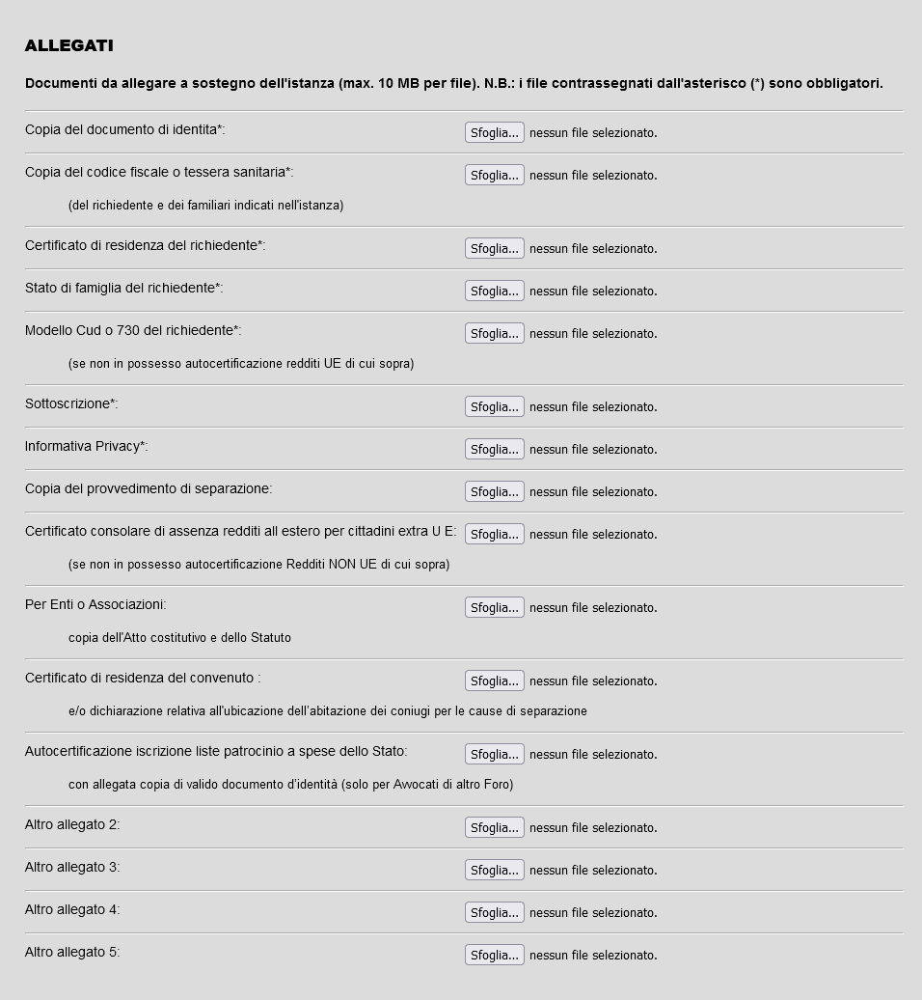 ALLEGATI
Documenti da allegare a sostegno dell'istanza (max. 10 MB per file). N.B.: i file contrassegnati dall'asterisco (*) sono obbligatori.
Copia del documento di identita*: Sfoglia... nessun file selezionato.
Copia del codice fiscale o tessera sanitaria*: Sfoglia... nessun file selezionato.
(del richiedente e dei familiari indicati nell'istanza)
Certificato di residenza del richiedente*: Sfoglia... nessun file selezionato.
Stato di famiglia del richiedente*: Sfoglia... nessun file selezionato.
Modello Cud o 730 del richiedente*: Sfoglia... nessun file selezionato.
(se non in possesso autocertificazione redditi UE di cui sopra)
Sottoscrizione*: Sfoglia... nessun file selezionato.
Informativa Privacy*: Sfoglia... nessun file selezionato.
Copia del provvedimento di separazione: Sfoglia... nessun file selezionato.
Certificato consolare di assenza redditi all estero per cittadini extra U E: Sfoglia... nessun file selezionato.
(se non in possesso autocertificazione Redditi NON UE di cui sopra)
Per Enti o Associazioni: Sfoglia... nessun file selezionato.
copia dell'Atto costitutivo e dello Statuto
Certificato di residenza del convenuto : Sfoglia... nessun file selezionato.
e/o dichiarazione relativa all'ubicazione dell'abitazione dei coniugi per le cause di separazione
Autocertificazione iscrizione liste patrocinio a spese dello Stato: Sfoglia... nessun file selezionato.
con allegata copia di valido documento d'identità (solo per Avvocati di altro Foro)
Altro allegato 2: Sfoglia... nessun file selezionato.
Altro allegato 3: Sfoglia... nessun file selezionato.
Altro allegato 4: Sfoglia... nessun file selezionato.
Altro allegato 5: Sfoglia... nessun file selezionato.